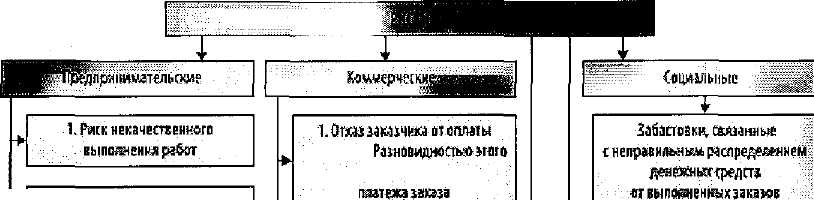 Предпринимательские
Коммерческие
Социальные
1. Риск некачественного
выполнения работ
1. Отказ заказчика от оплаты
Разновидностью этого
платежа заказа
Забастовки, связанные
с неправильным распределением
денежных средств
от выполненных заказов